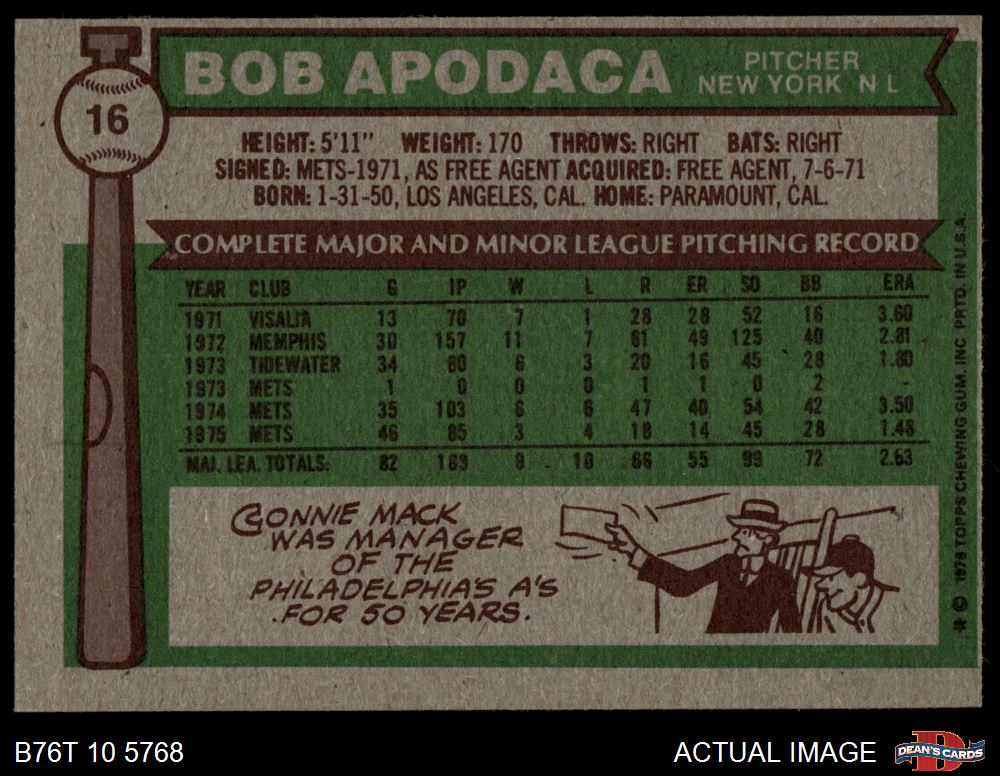 16
BOB APODACA
PITCHER
NEW YORK N L
HEIGHT: 5'11" WEIGHT: 170 THROWS: RIGHT BATS: RIGHT
SIGNED: METS-1971, AS FREE AGENT ACQUIRED: FREE AGENT, 7-6-71
BORN: 1-31-50, LOS ANGELES, CAL. HOME: PARAMOUNT, CAL.
COMPLETE MAJOR AND MINOR LEAGUE PITCHING RECORD
YEAR CLUB G IP W L R ER SO BB ERA
1971 VISALIA 13 70 7 1 28 28 52 16 3.60
1972 MEMPHIS 30 157 11 7 61 49 125 40 2.81
1973 TIDEWATER 34 80 6 3 20 16 45 28 1.80
1973 METS 1 0 0 0 1 1 0 2 -
1974 METS 35 103 6 6 47 40 54 42 3.50
1975 METS 46 85 3 4 18 14 45 28 1.48
MAJ. LEA. TOTALS: 82 189 9 10 66 55 99 72 2.63
CONNIE MACK
WAS MANAGER
OF THE
PHILADELPHIA'S A'S
FOR 50 YEARS.
* © 1976 TOPPS CHEWING GUM, INC PRTD. IN U.S.A.
B76T 10 5768
ACTUAL IMAGE
DEAN'S CARDS